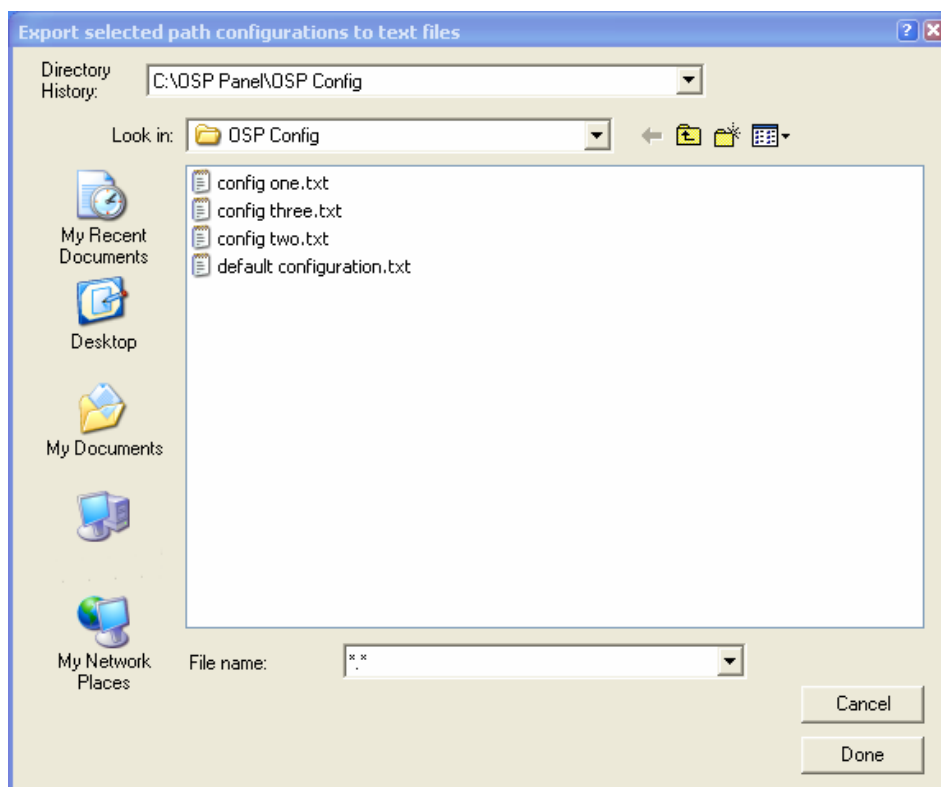 Export selected path configurations to text files
Directory
History:
C:\OSP Panel\OSP Config
Look in:
OSP Config
config one.txt
config three.txt
config two.txt
default configuration.txt
My Recent
Documents
Desktop
My Documents
My Network
Places
File name:
*.*
Cancel
Done